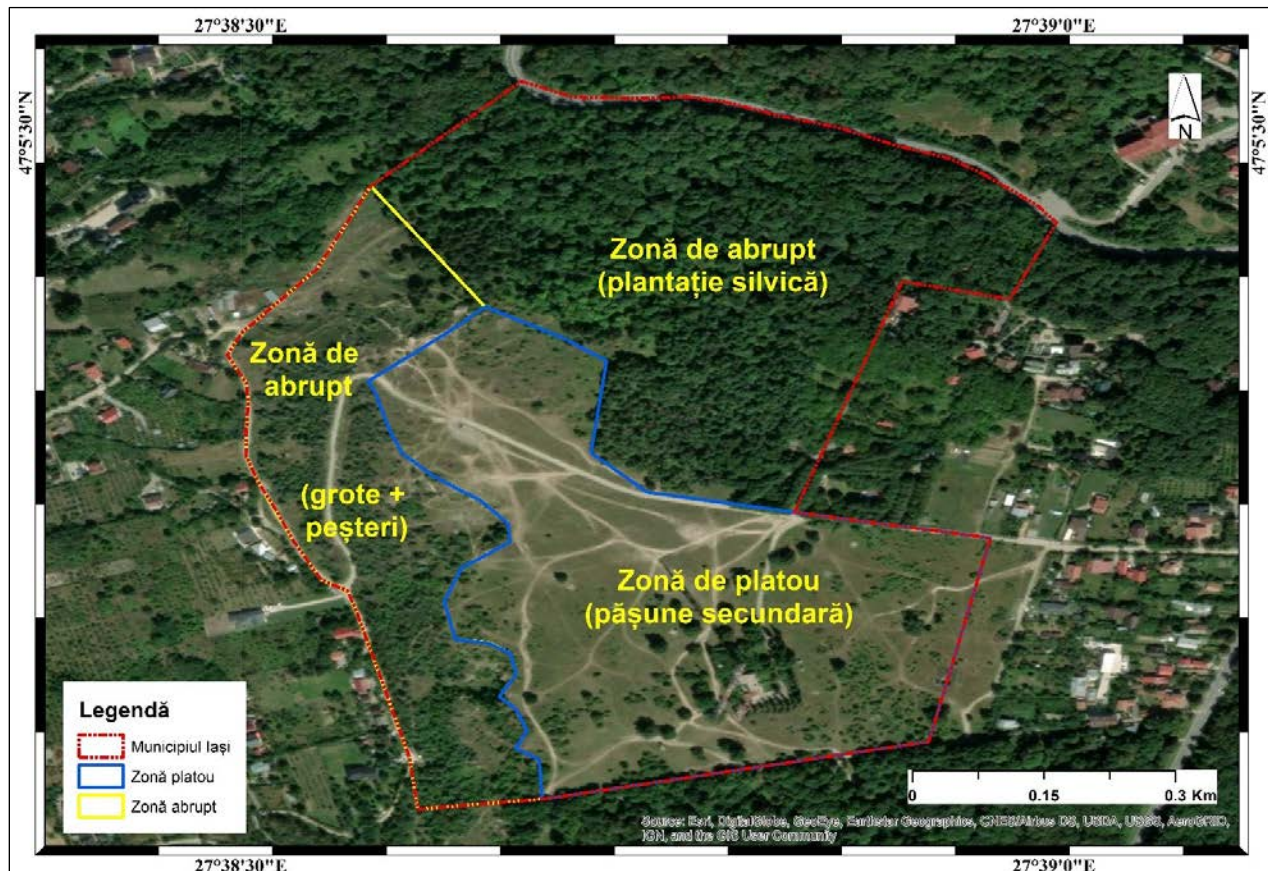 27°38'30"E
27°39'0"E
47°5'30"N
47°5'30"N
N
Zonă de abrupt
(plantație silvică)
Zonă de
abrupt
(grote +
peșteri)
Zonă de platou
(pășune secundară)
Legendă
Municipiul Iași
Zonă platou
Zonă abrupt
0
0.15
0.3 Km
Source: Esri, DigitalGlobe, GeoEye, Earthstar Geographics, CNES/Airbus DS, USDA, USGS, AeroGRID,
IGN, and the GIS User Community
27°38'30"E
27°39'0"E